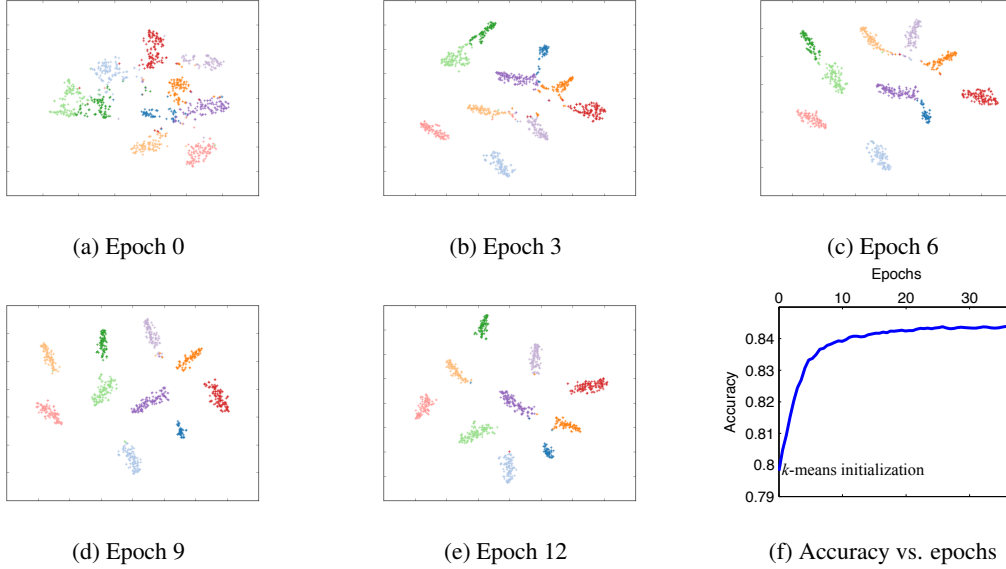 (a) Epoch 0
(b) Epoch 3
(c) Epoch 6
Epochs
0 10 20 30
0.84
0.83
0.82
0.81
0.8
0.79
Accuracy
k-means initialization
(d) Epoch 9
(e) Epoch 12
(f) Accuracy vs. epochs